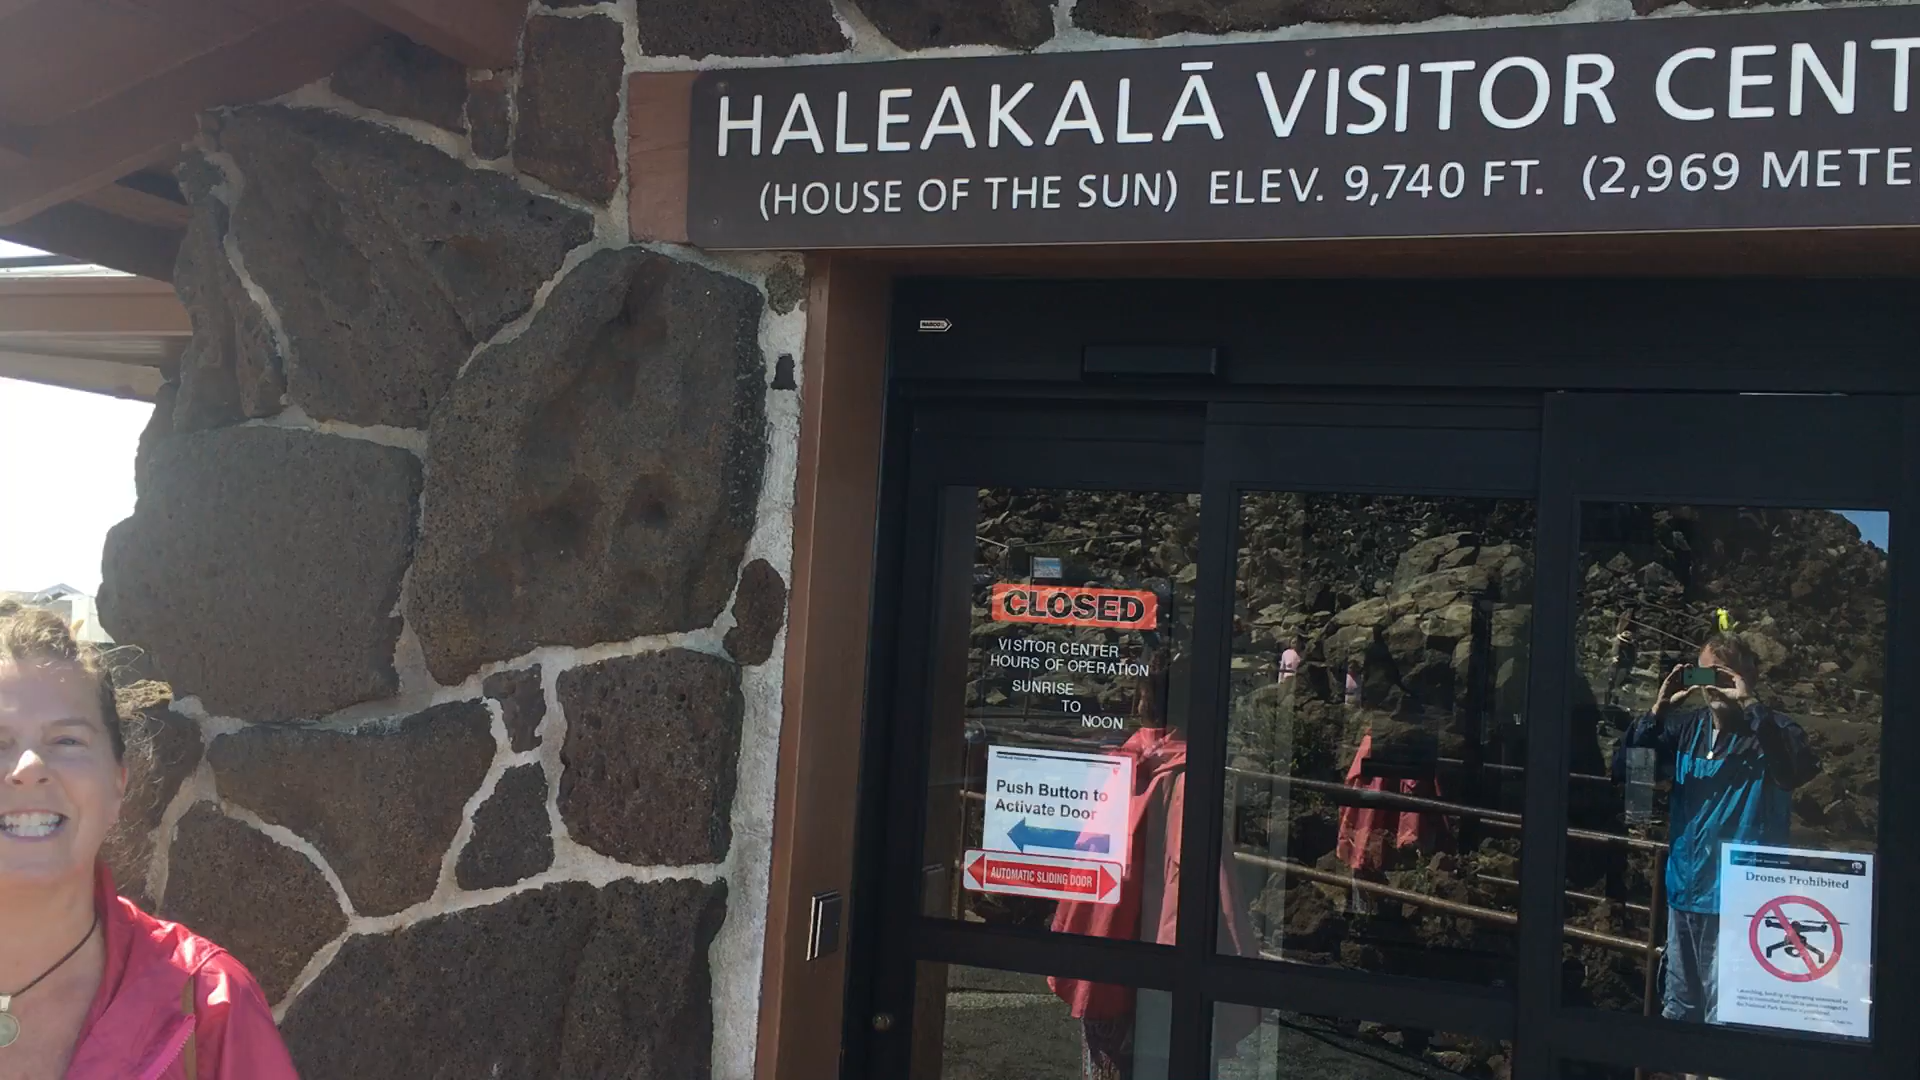 HALEAKALĀ VISITOR CENT
(HOUSE OF THE SUN) ELEV. 9,740 FT. (2,969 METE
CLOSED
VISITOR CENTER
HOURS OF OPERATION
SUNRISE
TO
NOON
Push Button to
Activate Door
AUTOMATIC SLIDING DOOR
Drones Prohibited